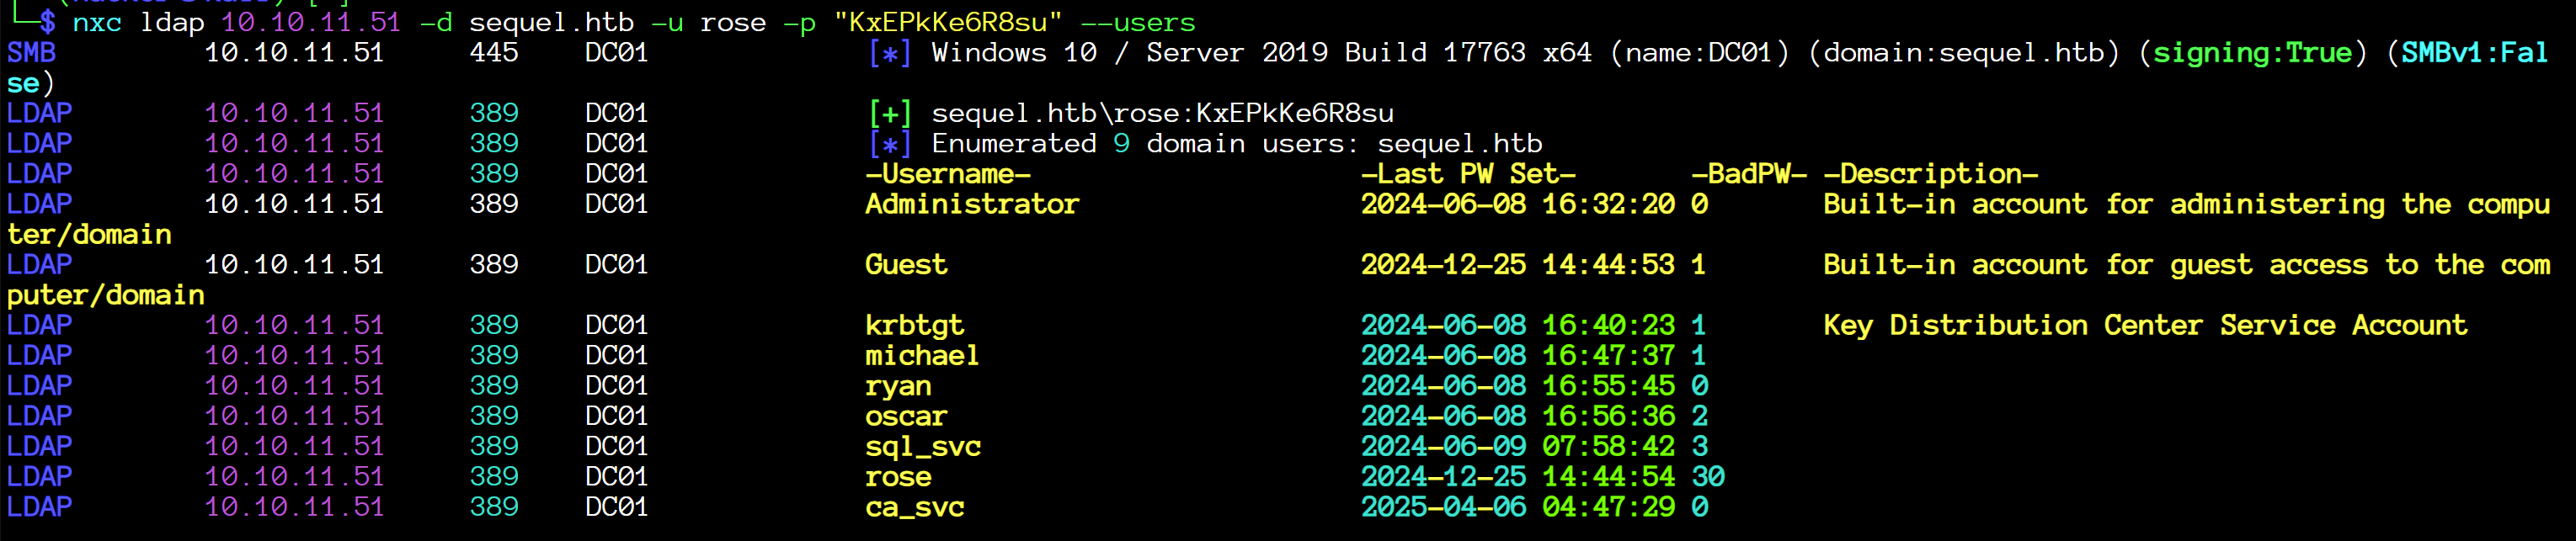 └─$ nxc ldap 10.10.11.51 -d sequel.htb -u rose -p "KxEPkKe6R8su" --users
SMB 10.10.11.51 445 DC01 [*] Windows 10 / Server 2019 Build 17763 x64 (name:DC01) (domain:sequel.htb) (signing:True) (SMBv1:Fal
se)
LDAP 10.10.11.51 389 DC01 [+] sequel.htb\rose:KxEPkKe6R8su
LDAP 10.10.11.51 389 DC01 [*] Enumerated 9 domain users: sequel.htb
LDAP 10.10.11.51 389 DC01 -Username- -Last PW Set- -BadPW- -Description-
LDAP 10.10.11.51 389 DC01 Administrator 2024-06-08 16:32:20 0 Built-in account for administering the compu
ter/domain
LDAP 10.10.11.51 389 DC01 Guest 2024-12-25 14:44:53 1 Built-in account for guest access to the com
puter/domain
LDAP 10.10.11.51 389 DC01 krbtgt 2024-06-08 16:40:23 1 Key Distribution Center Service Account
LDAP 10.10.11.51 389 DC01 michael 2024-06-08 16:47:37 1
LDAP 10.10.11.51 389 DC01 ryan 2024-06-08 16:55:45 0
LDAP 10.10.11.51 389 DC01 oscar 2024-06-08 16:56:36 2
LDAP 10.10.11.51 389 DC01 sql_svc 2024-06-09 07:58:42 3
LDAP 10.10.11.51 389 DC01 rose 2024-12-25 14:44:54 30
LDAP 10.10.11.51 389 DC01 ca_svc 2025-04-06 04:47:29 0